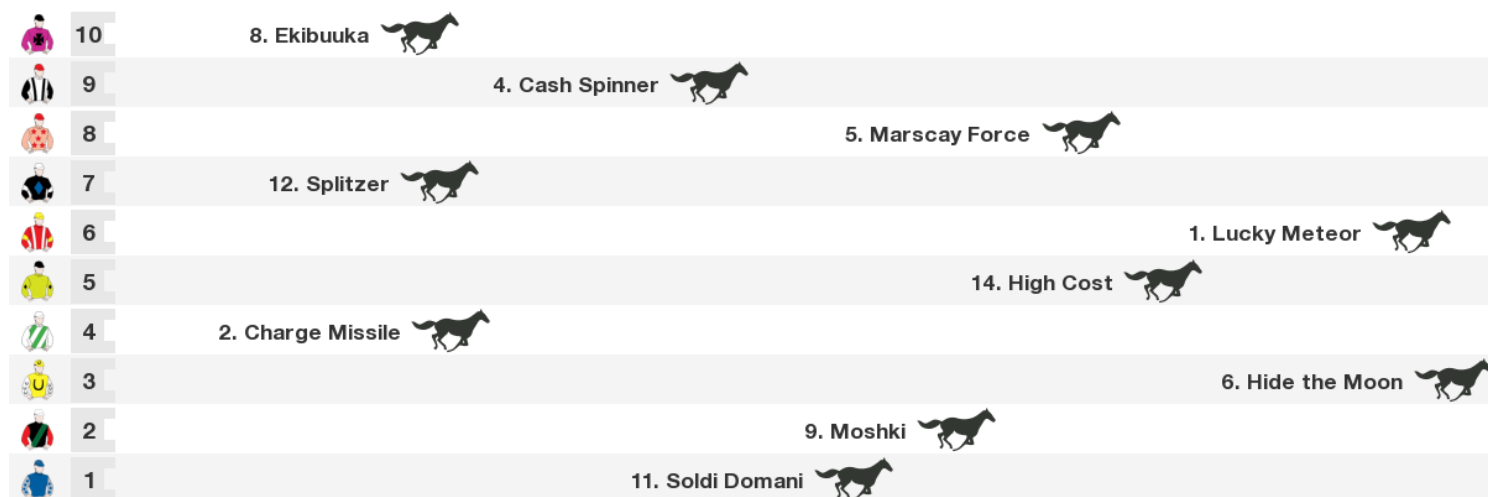 10 8. Ekibuuka
9 4. Cash Spinner
8 5. Marscay Force
7 12. Splitzer
6 1. Lucky Meteor
5 14. High Cost
4 2. Charge Missile
3 6. Hide the Moon
2 9. Moshki
1 11. Soldi Domani